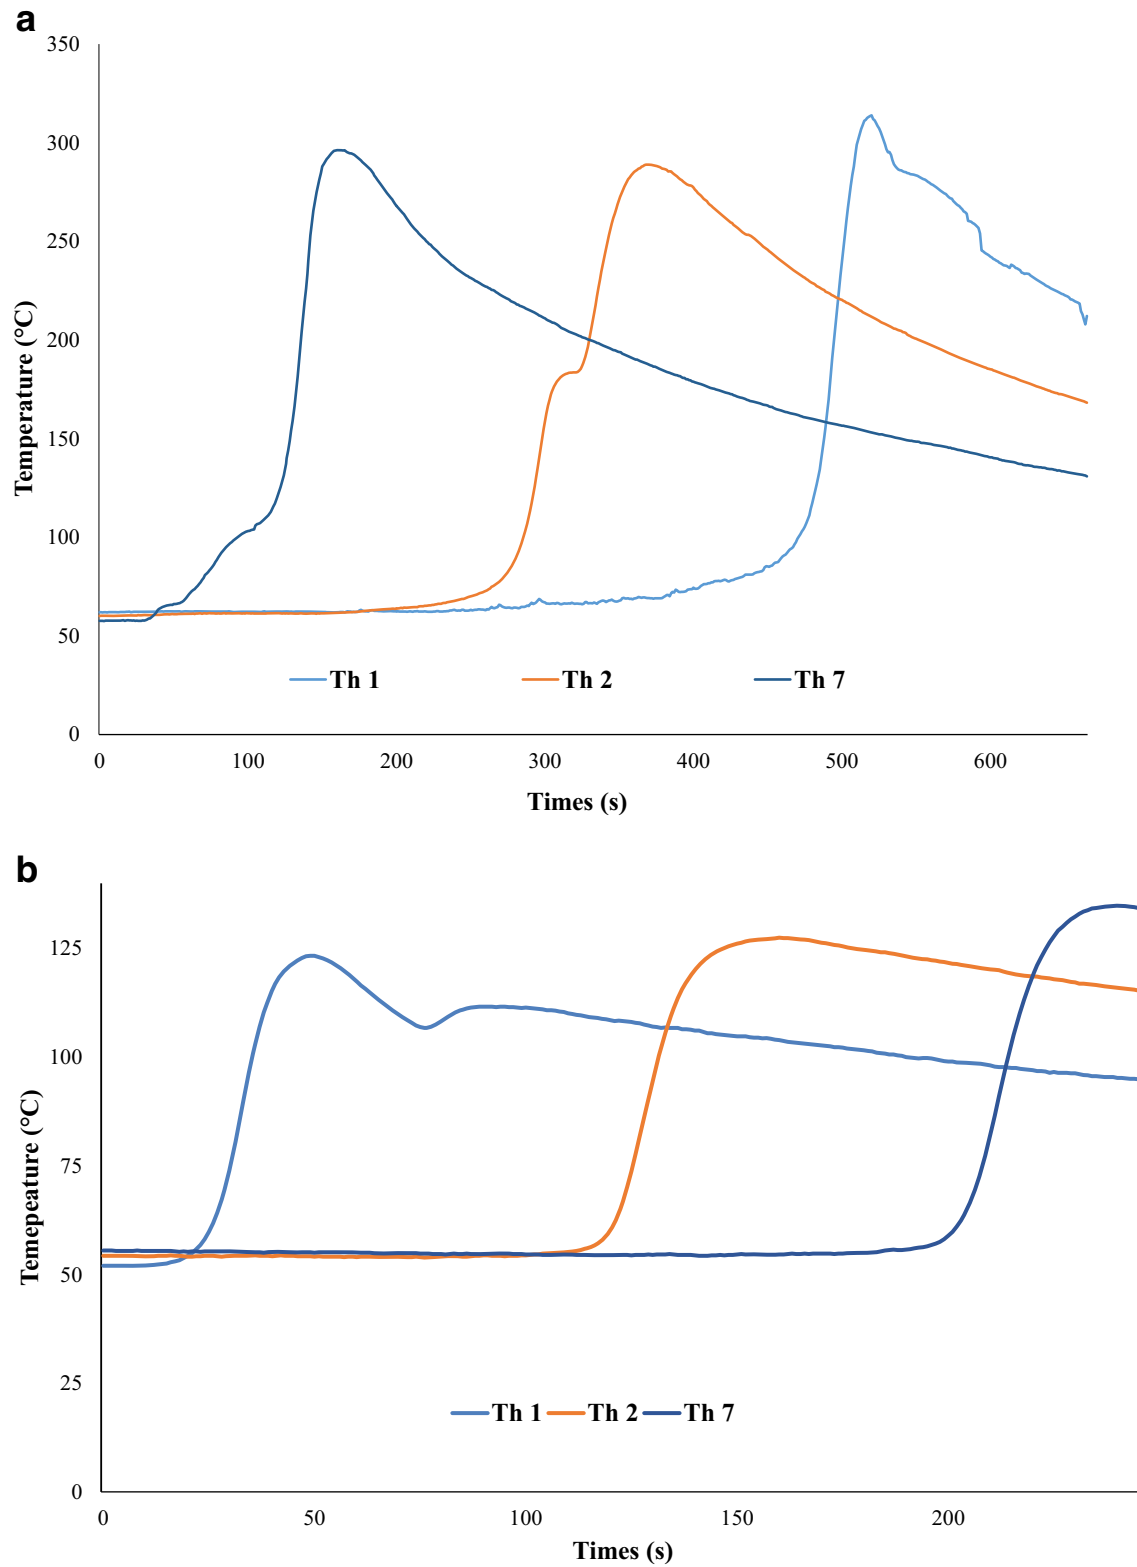 a
350
300
250
200
150
100
50
0
Temperature (°C)
Th 1 Th 2 Th 7
0 100 200 300 400 500 600
Times (s)
b
125
100
75
50
25
0
Temepeature (°C)
Th 1 Th 2 Th 7
0 50 100 150 200
Times (s)